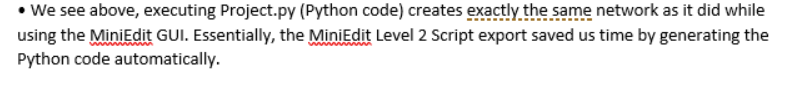 • We see above, executing Project.py (Python code) creates exactly the same network as it did while
using the MiniEdit GUI. Essentially, the MiniEdit Level 2 Script export saved us time by generating the
Python code automatically.